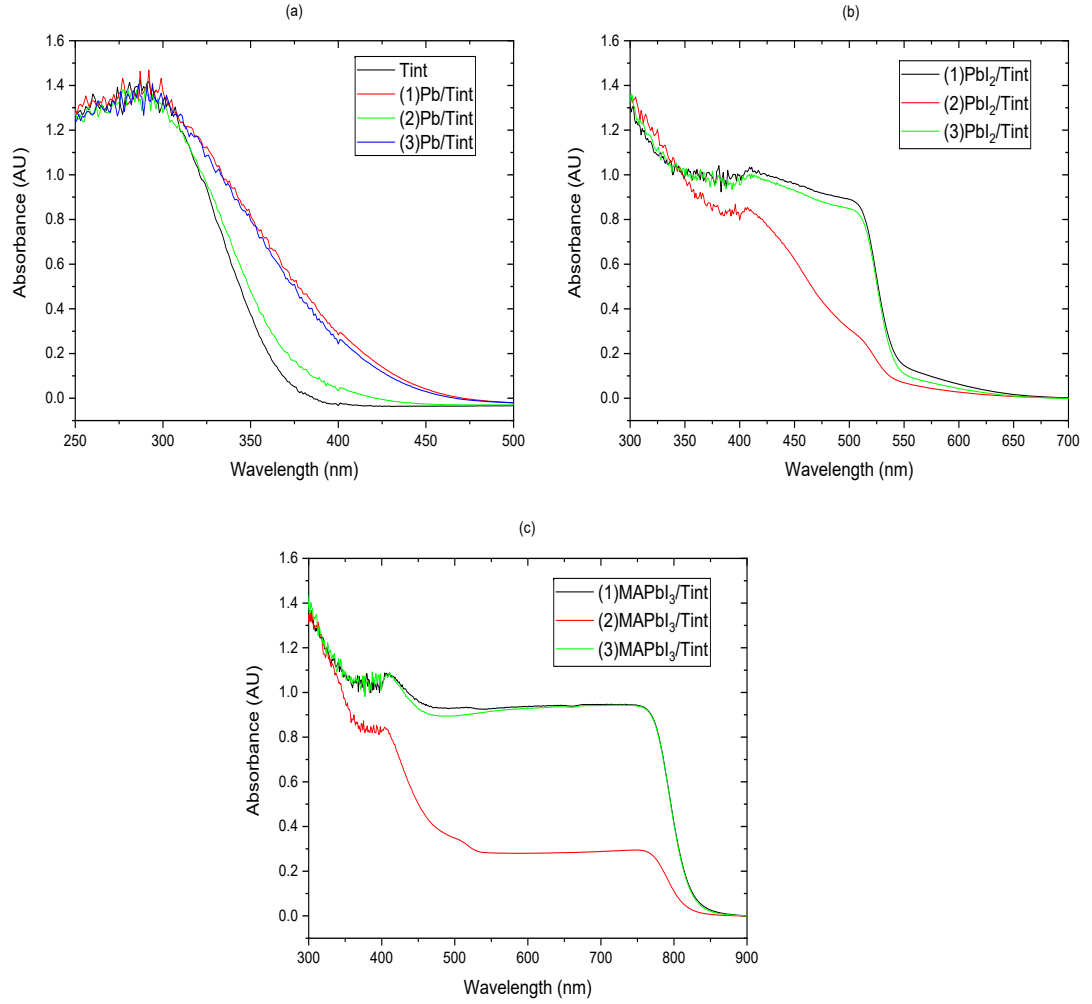 (a)
1.6
1.4
1.2
1.0
0.8
0.6
0.4
0.2
0.0
Absorbance (AU)
Tint
(1)Pb/Tint
(2)Pb/Tint
(3)Pb/Tint
250 300 350 400 450 500
Wavelength (nm)
(b)
1.6
1.4
1.2
1.0
0.8
0.6
0.4
0.2
0.0
Absorbance (AU)
(1)PbI₂/Tint
(2)PbI₂/Tint
(3)PbI₂/Tint
300 350 400 450 500 550 600 650 700
Wavelength (nm)
(c)
1.6
1.4
1.2
1.0
0.8
0.6
0.4
0.2
0.0
Absorbance (AU)
(1)MAPbI₃/Tint
(2)MAPbI₃/Tint
(3)MAPbI₃/Tint
300 400 500 600 700 800 900
Wavelength (nm)